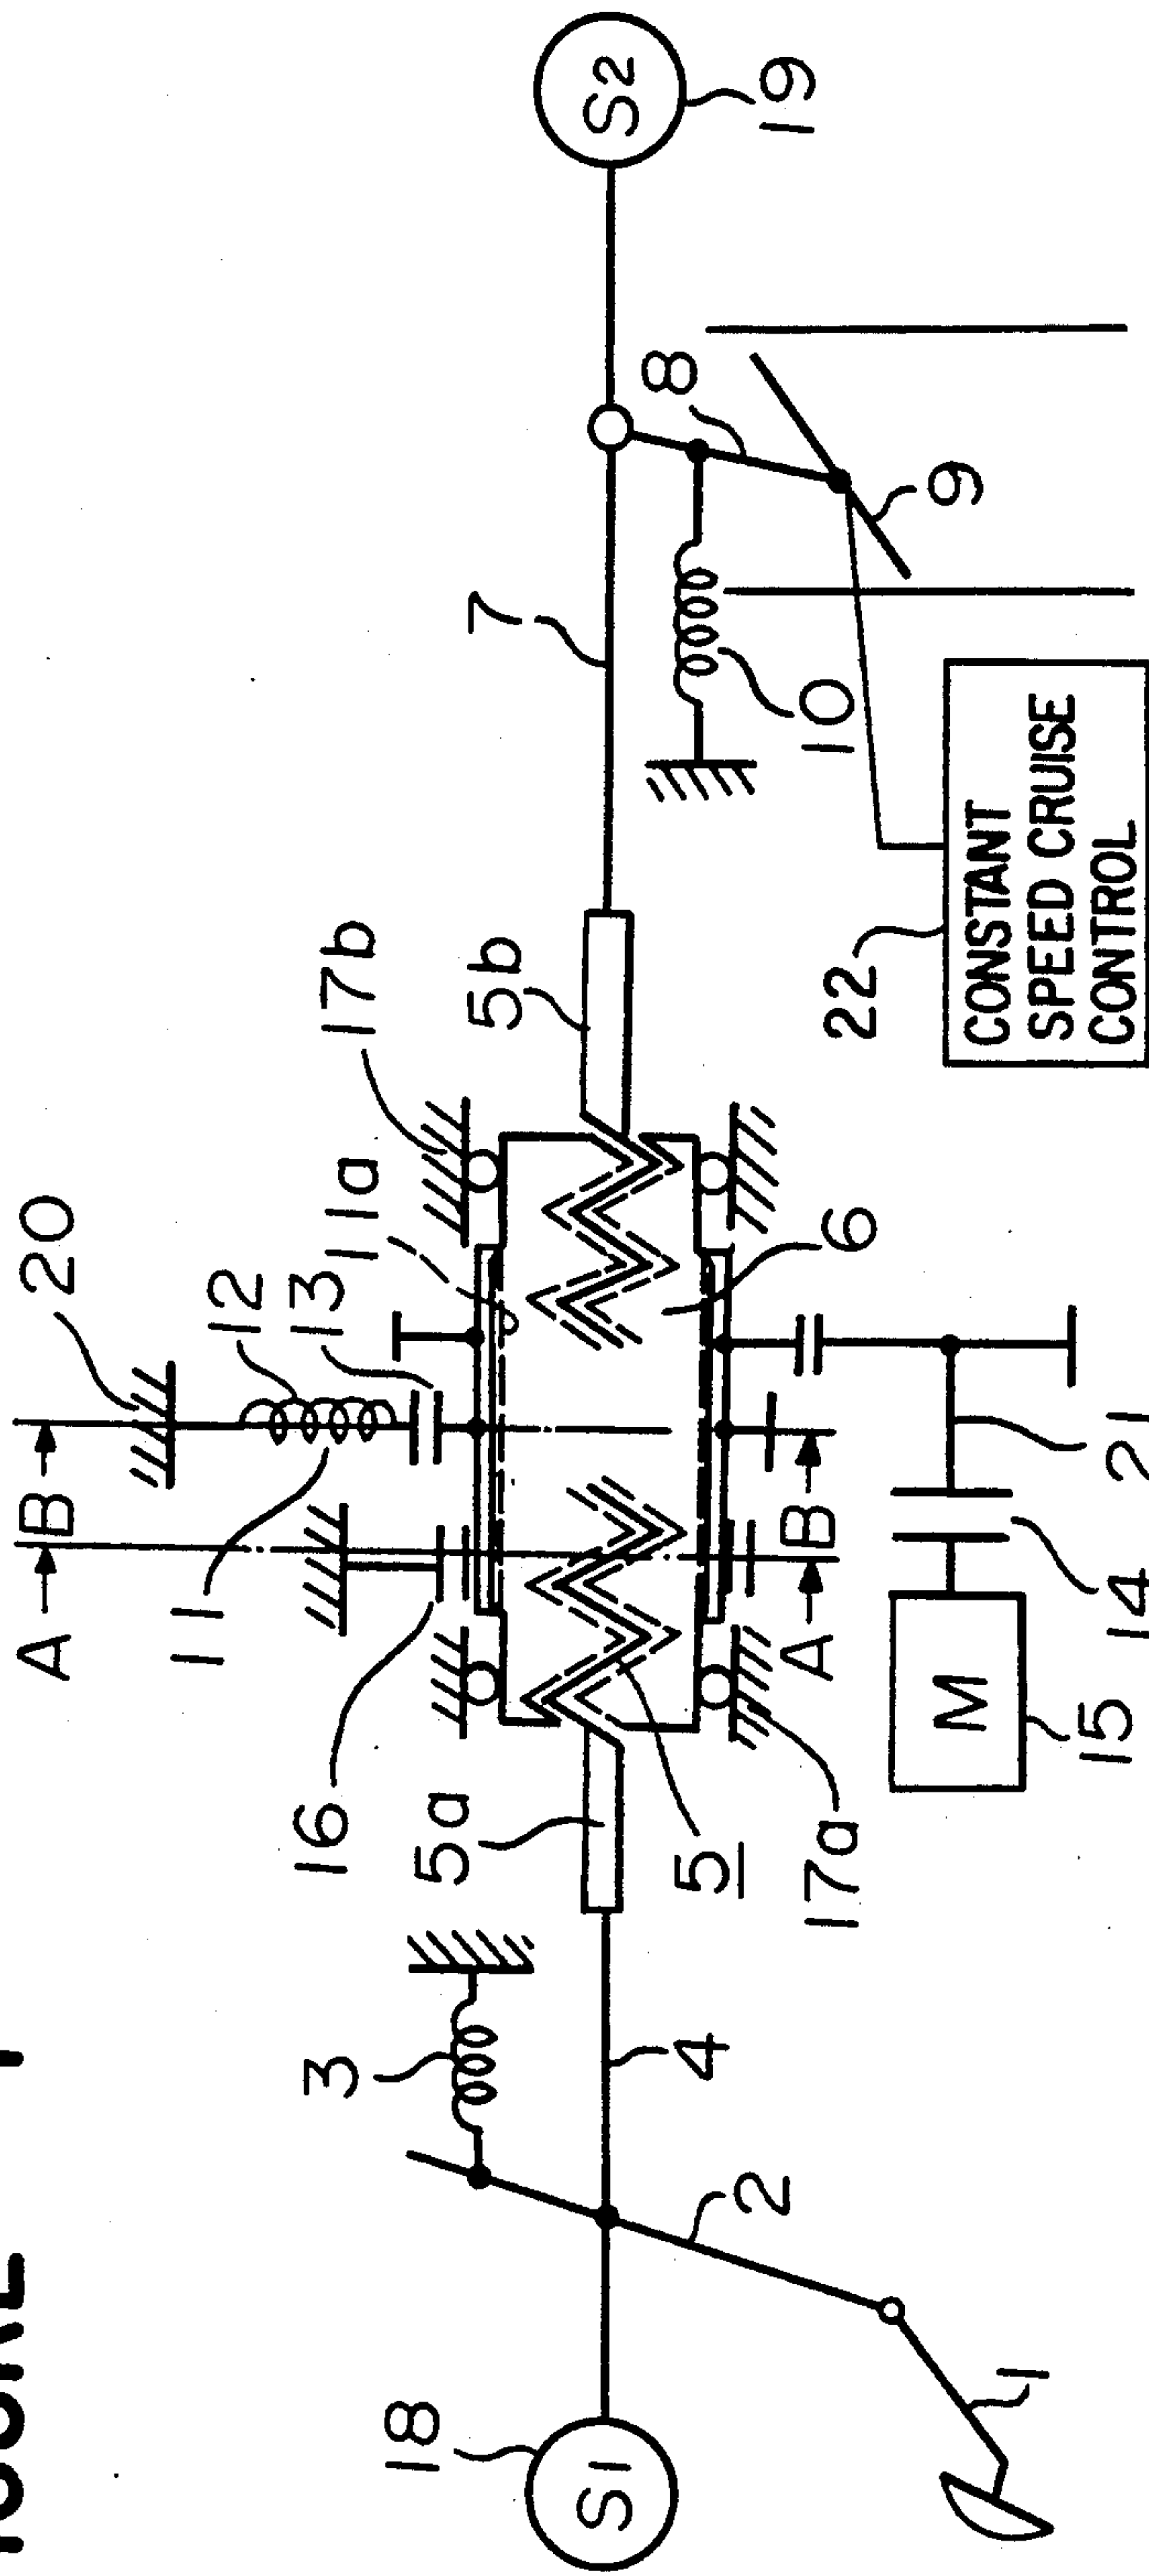 FIGURE 1
A
B
20
12
13
11
11a
17b
16
5a
5b
3
18
S1
4
2
1
5
17a
A
B
6
7
8
9
10
S2
19
M
15
14
21
22
CONSTANT
SPEED CRUISE
CONTROL